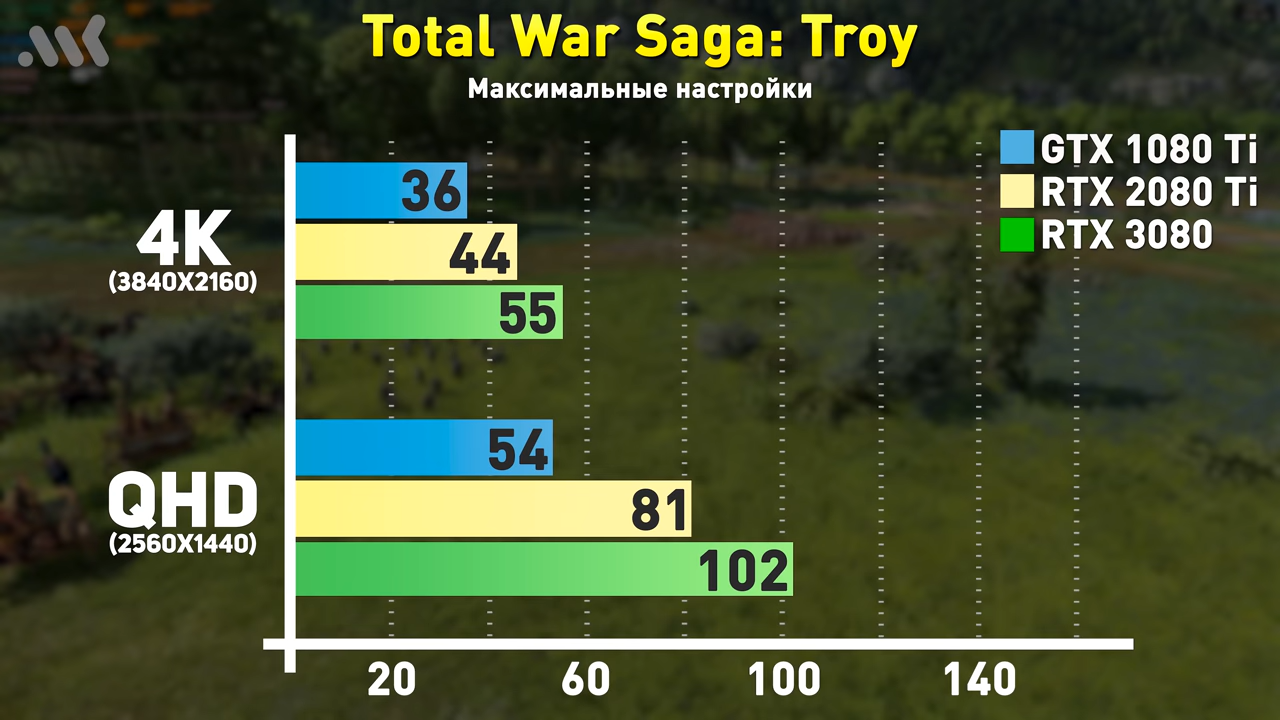 Total War Saga: Troy
Максимальные настройки
GTX 1080 Ti
RTX 2080 Ti
RTX 3080
4K
(3840X2160)
36
44
55
QHD
(2560X1440)
54
81
102
20 60 100 140